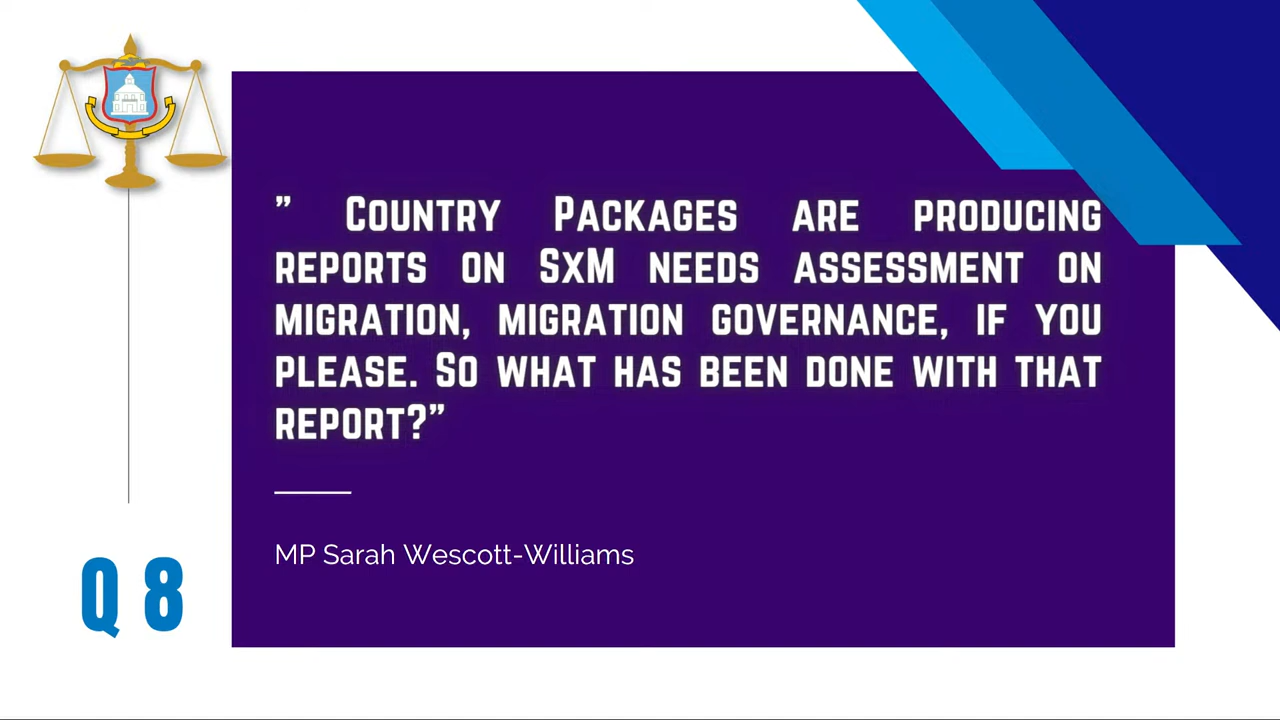 ” Country Packages are producing
reports on SxM needs assessment on
migration, migration governance, if you
please. So what has been done with that
report?”
MP Sarah Wescott-Williams
Q 8